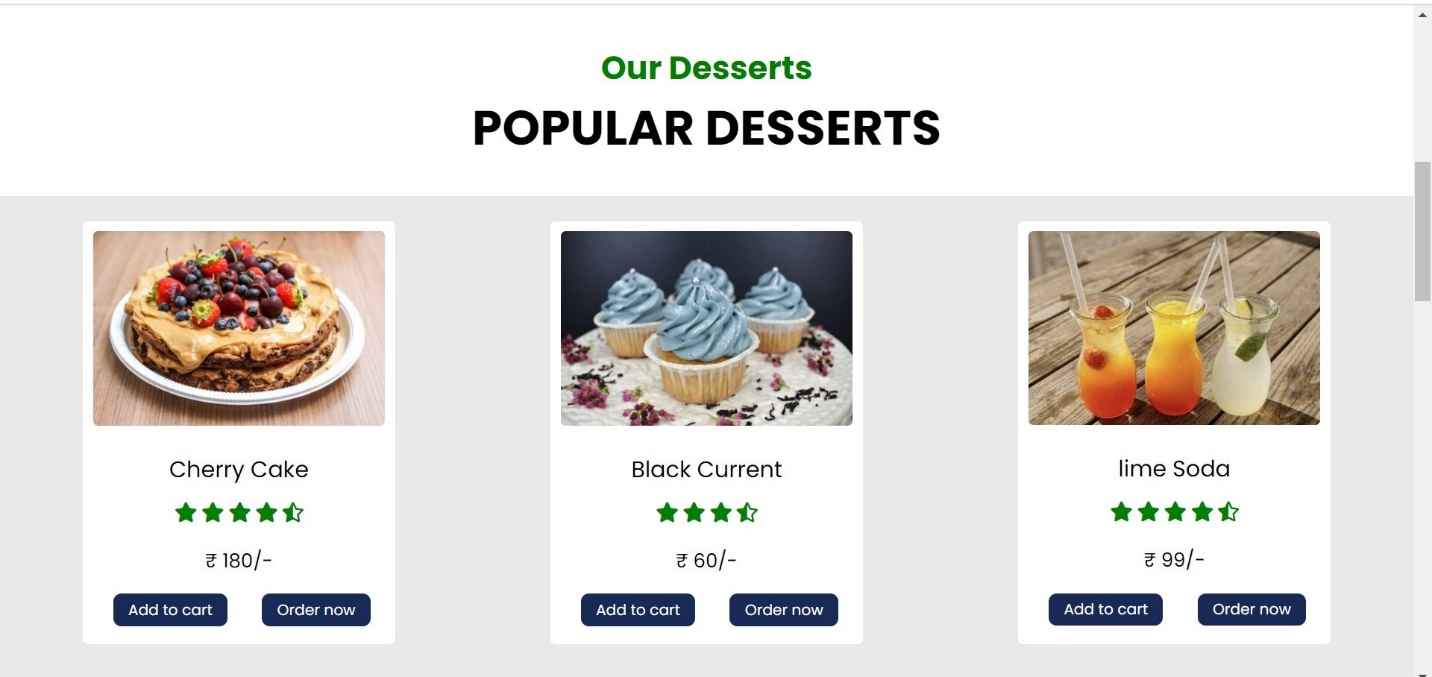 Our Desserts
POPULAR DESSERTS
Cherry Cake
₹ 180/-
Add to cart Order now
Black Current
₹ 60/-
Add to cart Order now
lime Soda
₹ 99/-
Add to cart Order now